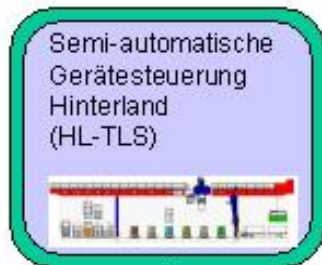 Semi-automatische
Gerätesteuerung
Hinterland
(HL-TLS)